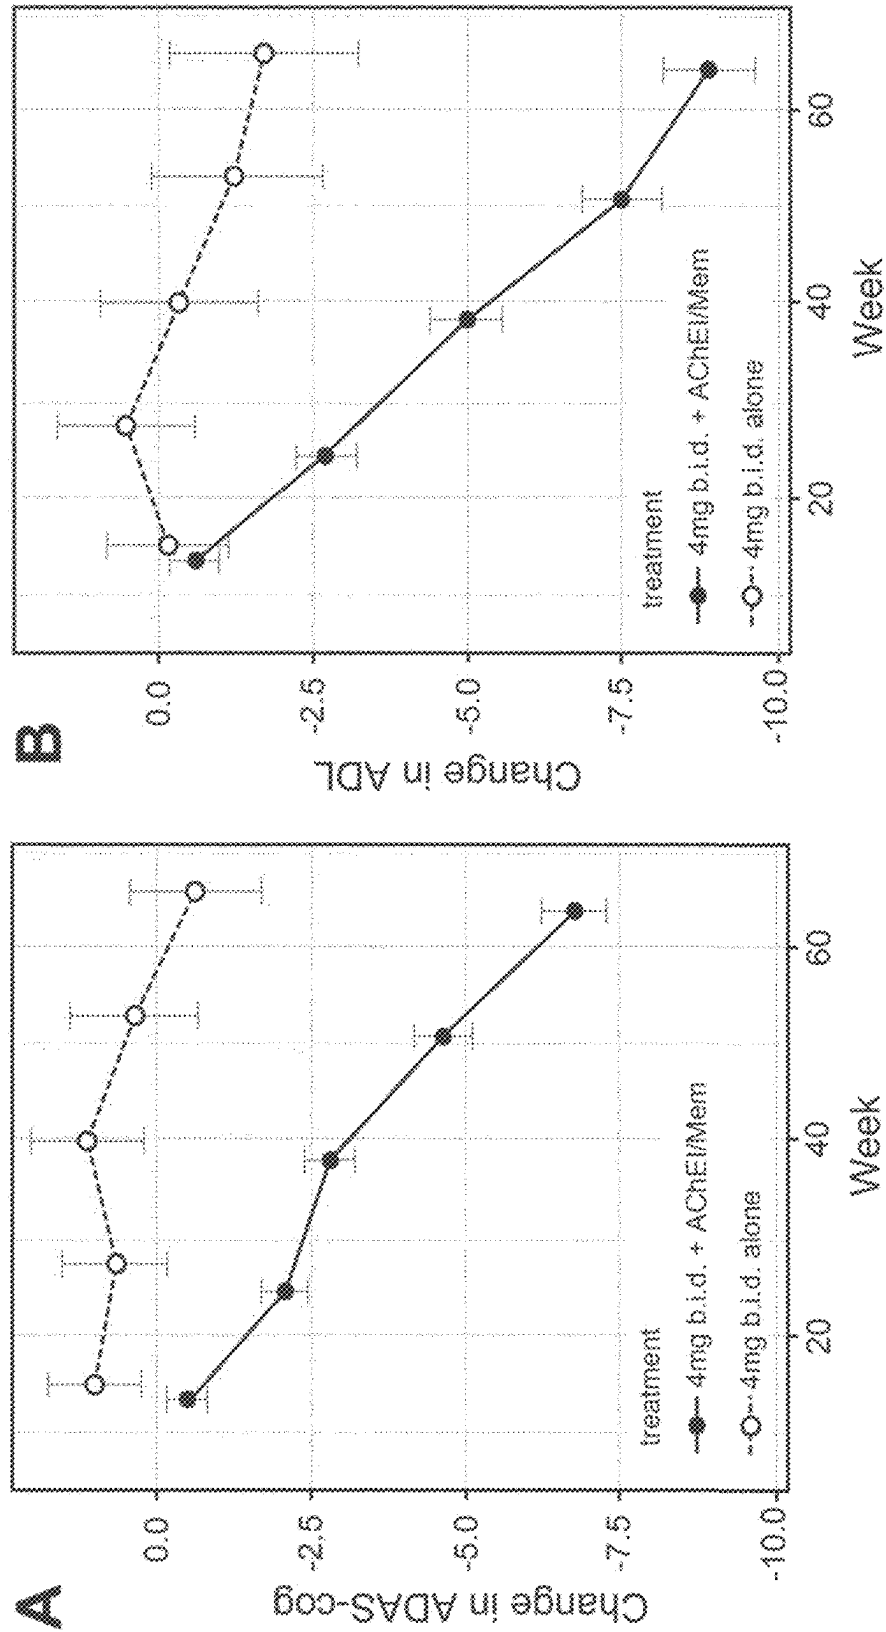 A
Change in ADAS-cog
0.0
-2.5
-5.0
-7.5
-10.0
treatment
4mg b.i.d. + AChEI/Mem
4mg b.i.d. alone
20
40
60
Week
B
Change in ADL
0.0
-2.5
-5.0
-7.5
-10.0
treatment
4mg b.i.d. + AChEI/Mem
4mg b.i.d. alone
20
40
60
Week